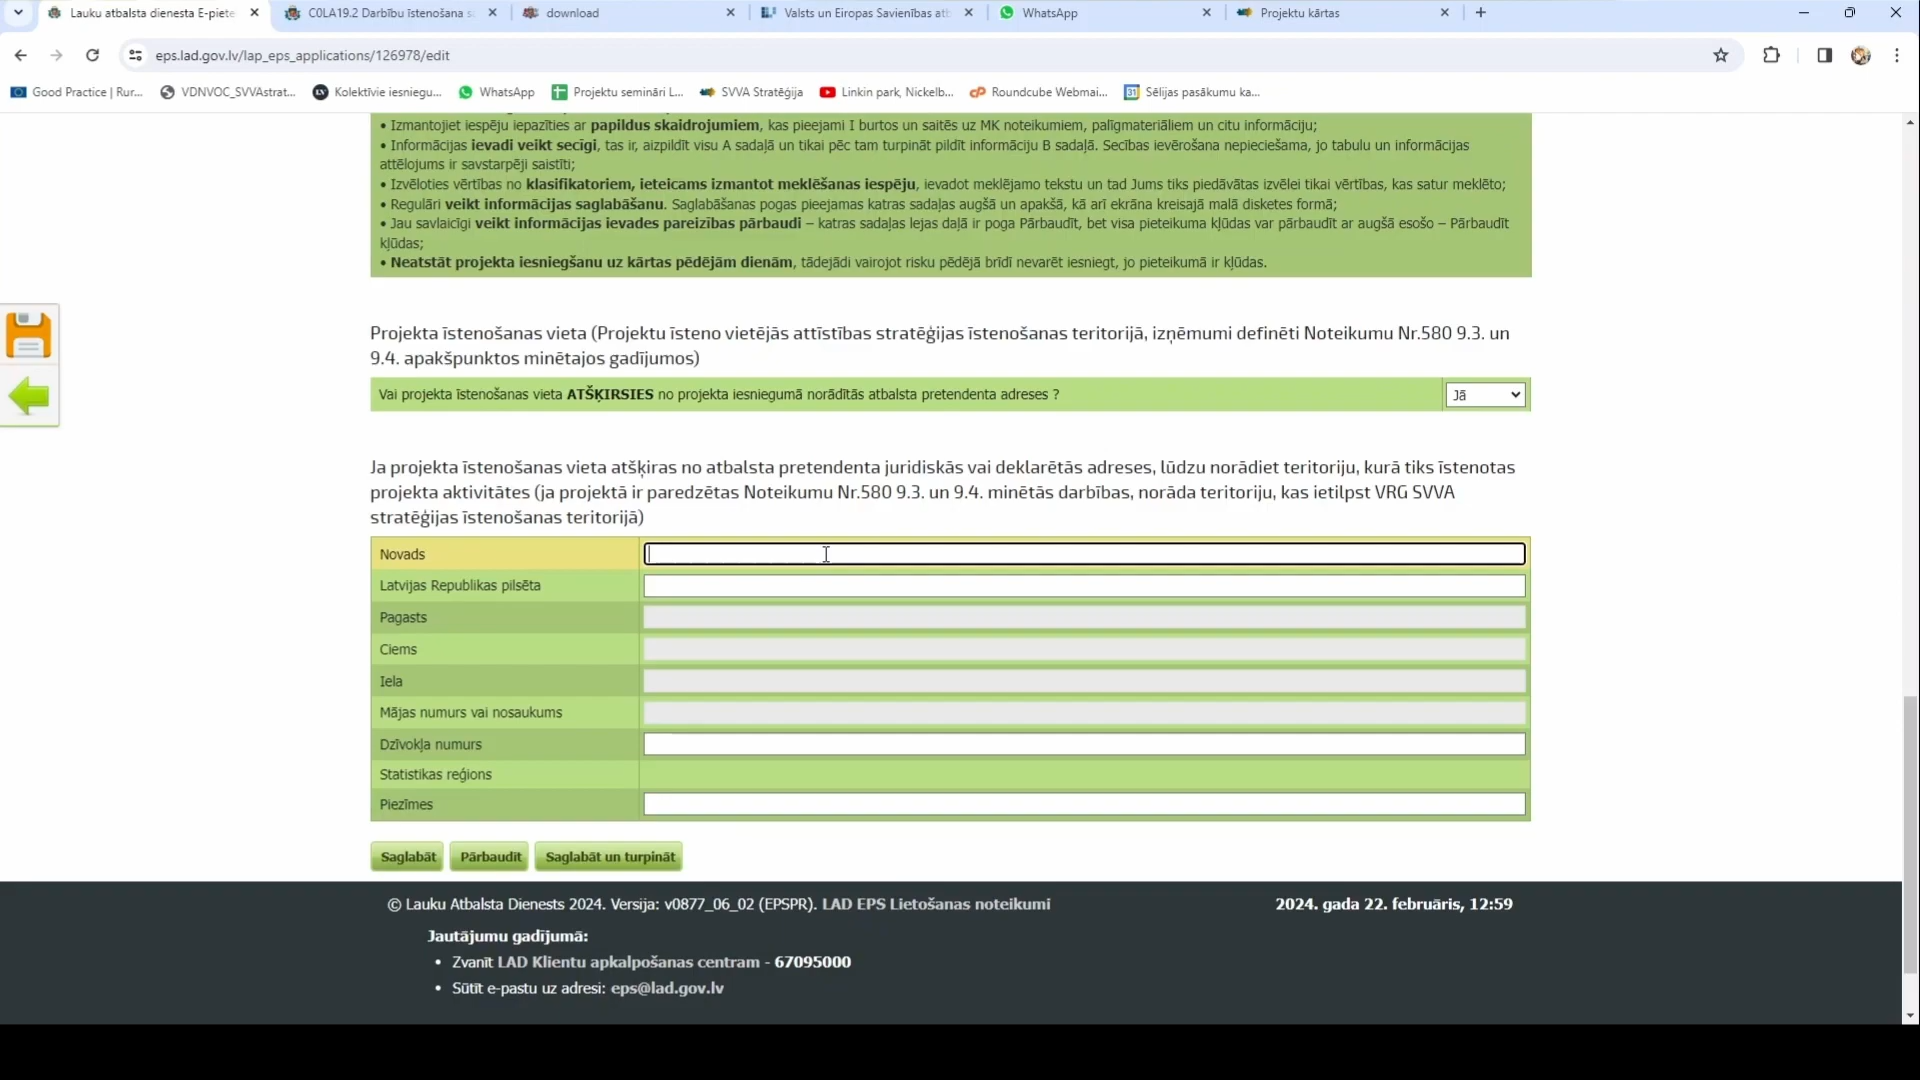 Lauku atbalsta dienesta E-piete
C0LA19.2 Darbību īstenošana s
download
Valsts un Eiropas Savienības atb
WhatsApp
Projektu kārtas
eps.lad.gov.lv/lap_eps_applications/126978/edit
Good Practice | Rur...
VDNVOC_SVVAstrat...
Kolektīvie iesniegu...
WhatsApp
Projektu semināri L...
SVVA Stratēģija
Linkin park, Nickelb...
Roundcube Webmai...
Sēlijas pasākumu ka...
• Izmantojiet iespēju iepazīties ar papildus skaidrojumiem, kas pieejami I burtos un saitēs uz MK noteikumiem, palīgmateriāliem un citu informāciju;
• Informācijas ievadi veikt secīgi, tas ir, aizpildīt visu A sadaļā un tikai pēc tam turpināt pildīt informāciju B sadaļā. Secības ievērošana nepieciešama, jo tabulu un informācijas
attēlojums ir savstarpēji saistīti;
• Izvēloties vērtības no klasifikatoriem, ieteicams izmantot meklēšanas iespēju, ievadot meklējamo tekstu un tad Jums tiks piedāvātas izvēlei tikai vērtības, kas satur meklēto;
• Regulāri veikt informācijas saglabāšanu. Saglabāšanas pogas pieejamas katras sadaļas augšā un apakšā, kā arī ekrāna kreisajā malā disketes formā;
• Jau savlaicīgi veikt informācijas ievades pareizības pārbaudi – katras sadaļas lejas daļā ir poga Pārbaudīt, bet visa pieteikuma kļūdas var pārbaudīt ar augšā esošo – Pārbaudīt
kļūdas;
• Neatstāt projekta iesniegšanu uz kārtas pēdējām dienām, tādejādi vairojot risku pēdējā brīdī nevarēt iesniegt, jo pieteikumā ir kļūdas.
Projekta īstenošanas vieta (Projektu īsteno vietējās attīstības stratēģijas īstenošanas teritorijā, izņēmumi definēti Noteikumu Nr.580 9.3. un
9.4. apakšpunktos minētajos gadījumos)
Vai projekta īstenošanas vieta ATŠĶIRSIES no projekta iesniegumā norādītās atbalsta pretendenta adreses ?
Jā
Ja projekta īstenošanas vieta atšķiras no atbalsta pretendenta juridiskās vai deklarētās adreses, lūdzu norādiet teritoriju, kurā tiks īstenotas
projekta aktivitātes (ja projektā ir paredzētas Noteikumu Nr.580 9.3. un 9.4. minētās darbības, norāda teritoriju, kas ietilpst VRG SVVA
stratēģijas īstenošanas teritorijā)
Novads
Latvijas Republikas pilsēta
Pagasts
Ciems
Iela
Mājas numurs vai nosaukums
Dzīvokļa numurs
Statistikas reģions
Piezīmes
Saglabāt
Pārbaudīt
Saglabāt un turpināt
© Lauku Atbalsta Dienests 2024. Versija: v0877_06_02 (EPSPR). LAD EPS Lietošanas noteikumi
2024. gada 22. februāris, 12:59
Jautājumu gadījumā:
• Zvanīt LAD Klientu apkalpošanas centram - 67095000
• Sūtīt e-pastu uz adresi: eps@lad.gov.lv